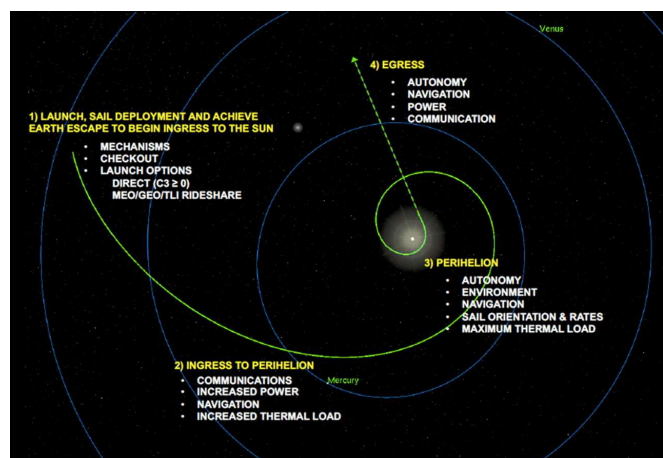 Venus
4) EGRESS
• AUTONOMY
• NAVIGATION
• POWER
• COMMUNICATION
1) LAUNCH, SAIL DEPLOYMENT AND ACHIEVE
EARTH ESCAPE TO BEGIN INGRESS TO THE SUN
• MECHANISMS
• CHECKOUT
• LAUNCH OPTIONS
DIRECT (C3 ≥ 0)
MEO/GEO/TLI RIDESHARE
3) PERIHELION
• AUTONOMY
• ENVIRONMENT
• NAVIGATION
• SAIL ORIENTATION & RATES
• MAXIMUM THERMAL LOAD
2) INGRESS TO PERIHELION
• COMMUNICATIONS
• INCREASED POWER
• NAVIGATION
• INCREASED THERMAL LOAD
Mercury